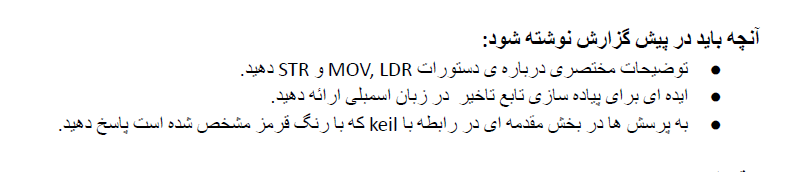 آنچه باید در پیش گزارش نوشته شود:
● توضیحات مختصری درباره ی دستورات MOV, LDR و STR دهید.
● ایده ای برای پیاده سازی تابع تاخیر در زبان اسمبلی ارائه دهید.
● به پرسش ها در بخش مقدمه ای در رابطه با keil که با رنگ قرمز مشخص شده است پاسخ دهید.